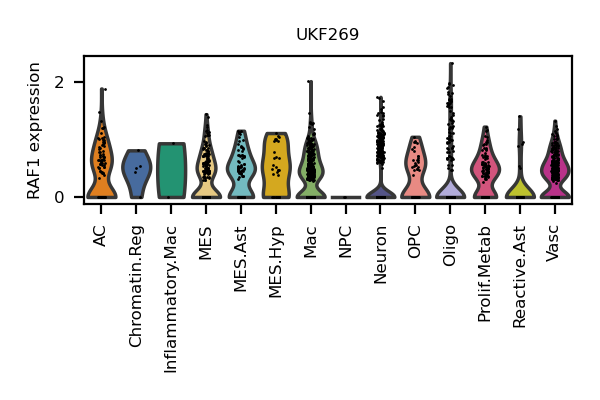 UKF269
RAF1 expression
2
0
AC
Chromatin.Reg
Inflammatory.Mac
MES
MES.Ast
MES.Hyp
Mac
NPC
Neuron
OPC
Oligo
Prolif.Metab
Reactive.Ast
Vasc